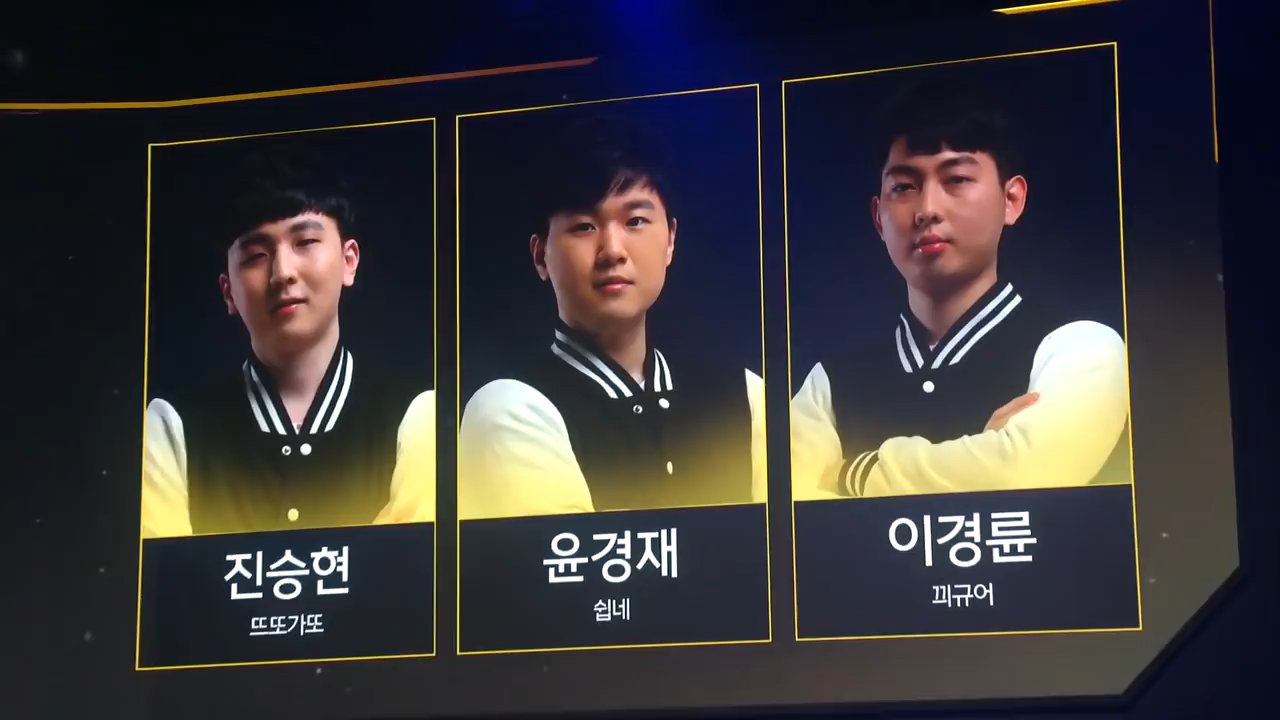 진승현
뜨또가또
윤경재
쉽네
이경륜
끠규어